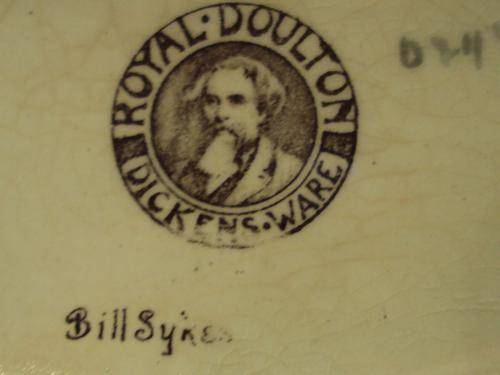 ROYAL·DOULTON
DICKENS·WARE
Bill Sykes